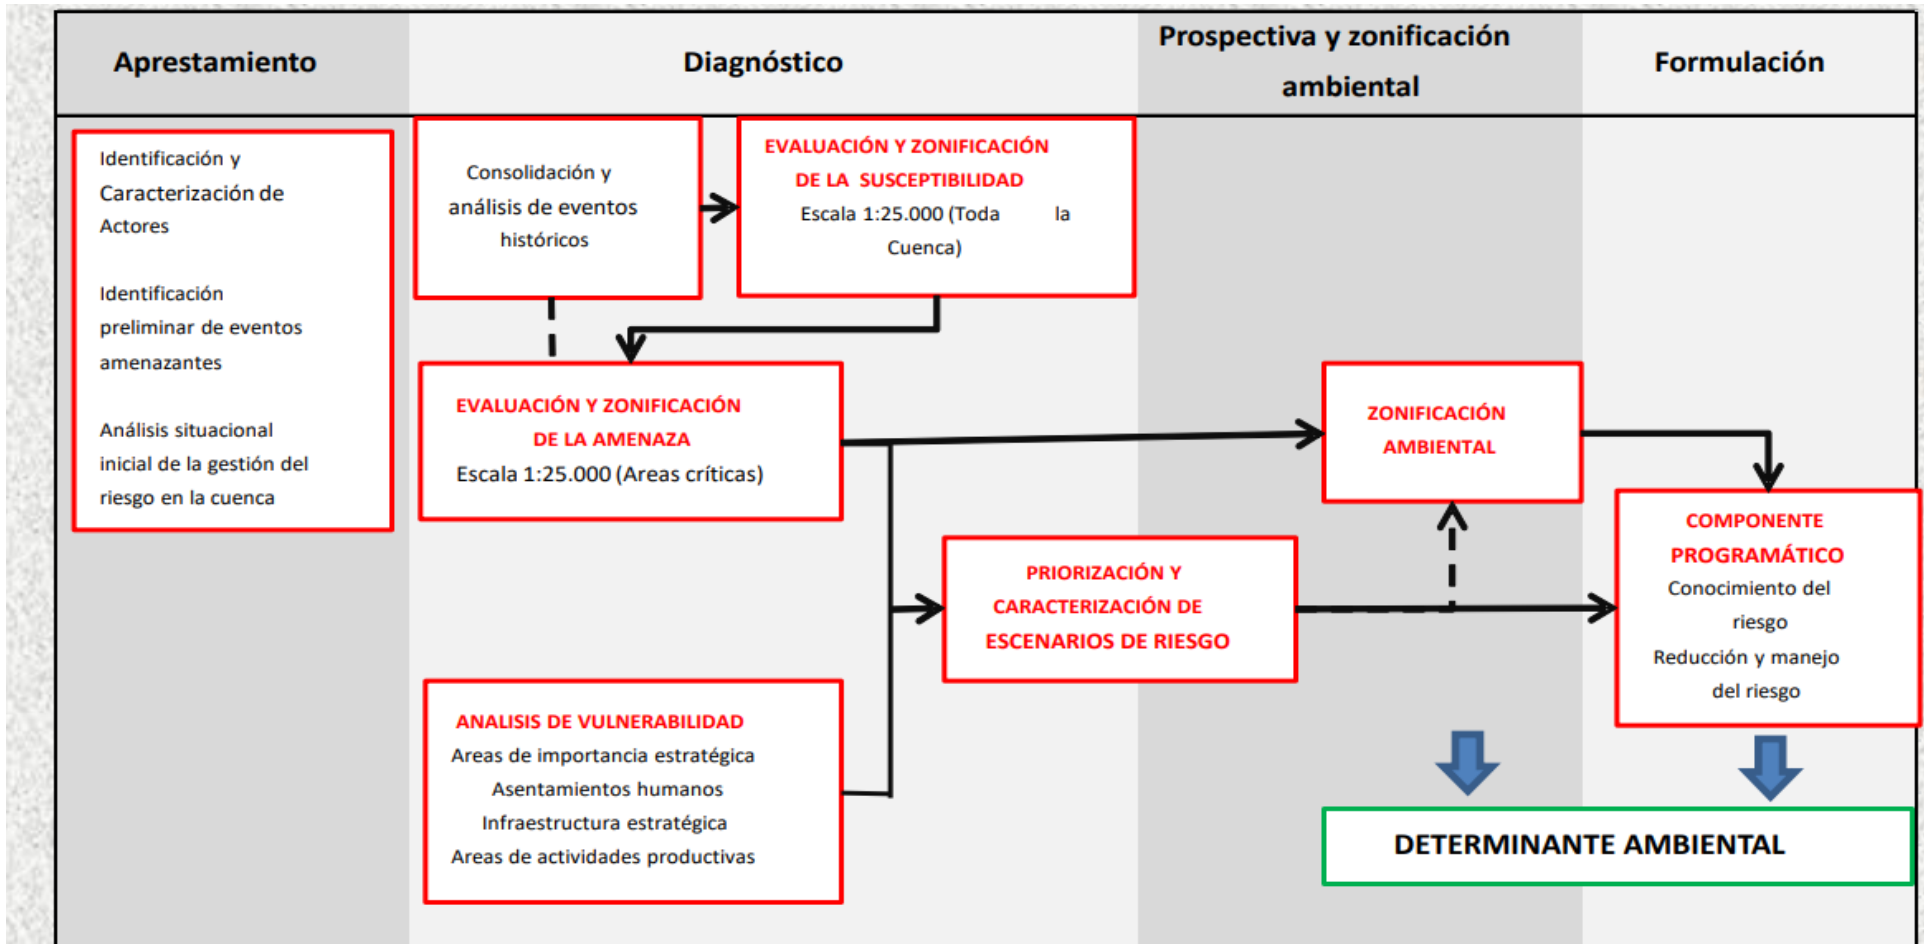 Aprestamiento
Diagnóstico
Prospectiva y zonificación
ambiental
Formulación
Identificación y
Caracterización de
Actores
Identificación
preliminar de eventos
amenazantes
Análisis situacional
inicial de la gestión del
riesgo en la cuenca
Consolidación y
análisis de eventos
históricos
EVALUACIÓN Y ZONIFICACIÓN
DE LA SUSCEPTIBILIDAD
Escala 1:25.000 (Toda la
Cuenca)
EVALUACIÓN Y ZONIFICACIÓN
DE LA AMENAZA
Escala 1:25.000 (Areas críticas)
ANALISIS DE VULNERABILIDAD
Areas de importancia estratégica
Asentamientos humanos
Infraestructura estratégica
Areas de actividades productivas
PRIORIZACIÓN Y
CARACTERIZACIÓN DE
ESCENARIOS DE RIESGO
ZONIFICACIÓN
AMBIENTAL
COMPONENTE
PROGRAMÁTICO
Conocimiento del
riesgo
Reducción y manejo
del riesgo
DETERMINANTE AMBIENTAL